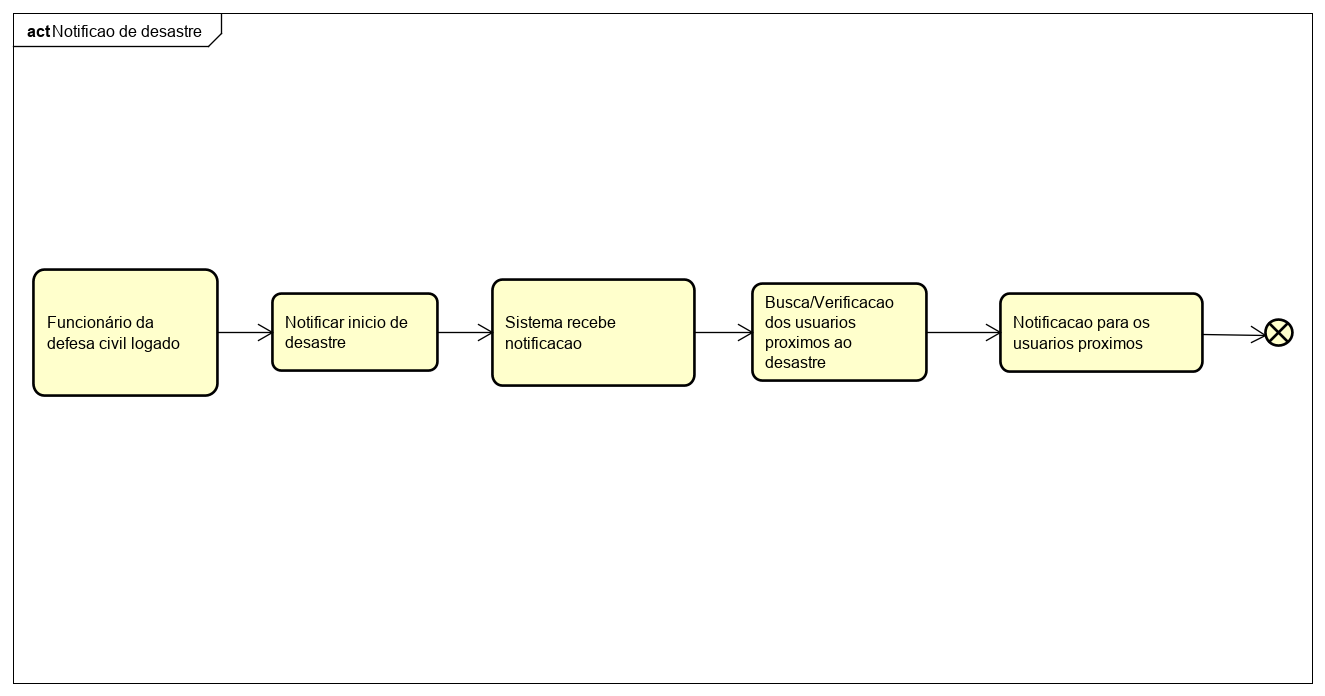 act Notificao de desastre
Funcionário da
defesa civil logado
Notificar inicio de
desastre
Sistema recebe
notificacao
Busca/Verificacao
dos usuarios
proximos ao
desastre
Notificacao para os
usuarios proximos